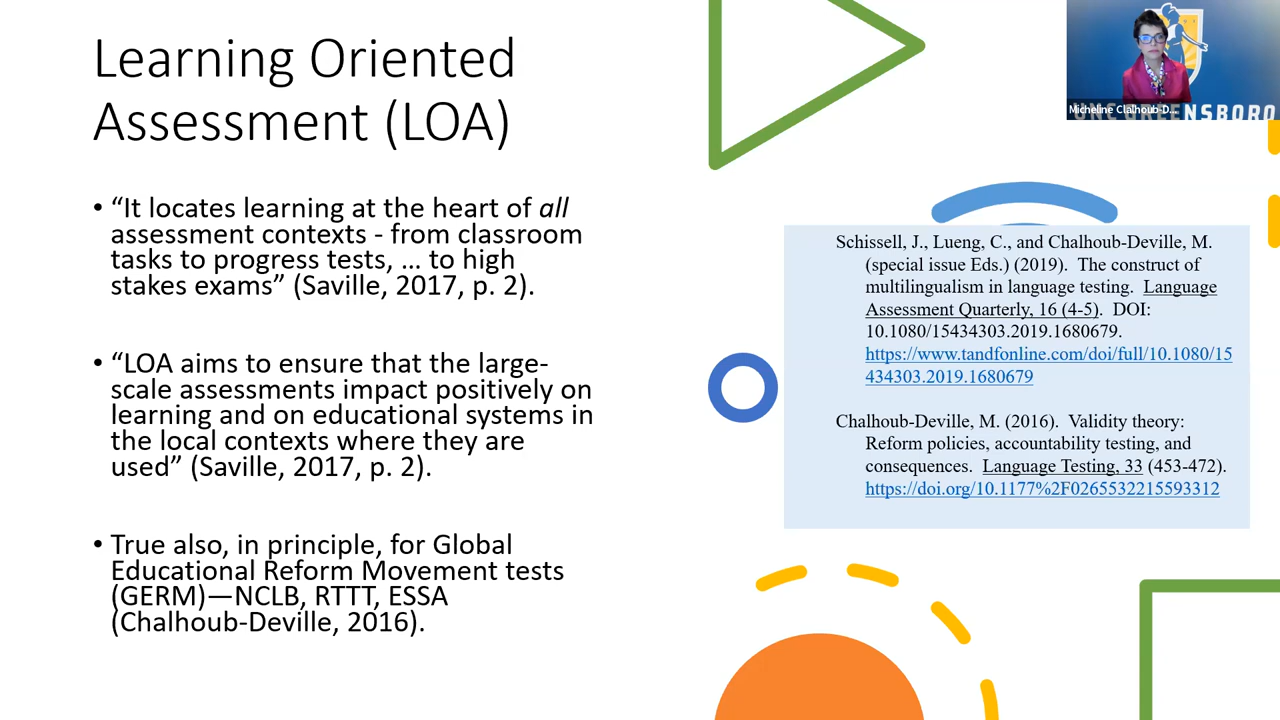 Learning Oriented
Assessment (LOA)
• “It locates learning at the heart of all
assessment contexts - from classroom
tasks to progress tests, … to high
stakes exams” (Saville, 2017, p. 2).
• “LOA aims to ensure that the large-
scale assessments impact positively on
learning and on educational systems in
the local contexts where they are
used” (Saville, 2017, p. 2).
• True also, in principle, for Global
Educational Reform Movement tests
(GERM)—NCLB, RTTT, ESSA
(Chalhoub-Deville, 2016).
Schissell, J., Lueng, C., and Chalhoub-Deville, M.
(special issue Eds.) (2019). The construct of
multilingualism in language testing. Language
Assessment Quarterly, 16 (4-5). DOI:
10.1080/15434303.2019.1680679.
https://www.tandfonline.com/doi/full/10.1080/15
434303.2019.1680679
Chalhoub-Deville, M. (2016). Validity theory:
Reform policies, accountability testing, and
consequences. Language Testing, 33 (453-472).
https://doi.org/10.1177%2F0265532215593312
Micheline Clalhoub-D...
UNC GREENSBORO